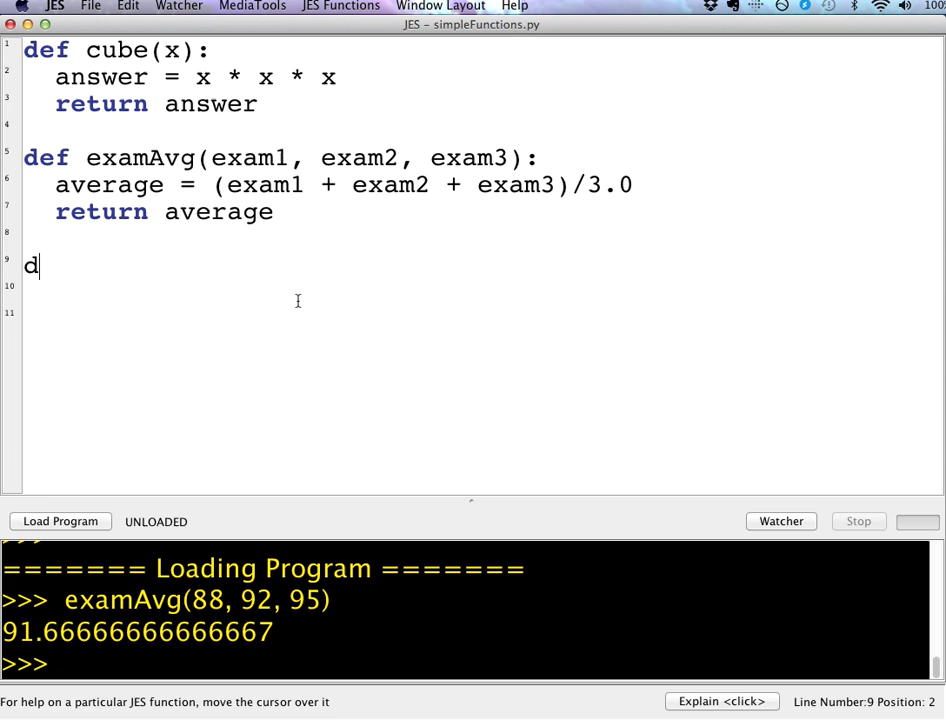 JES File Edit Watcher MediaTools JES Functions Window Layout Help 100
JES - simpleFunctions.py
1 def cube(x):
2 answer = x * x * x
3 return answer
4
5 def examAvg(exam1, exam2, exam3):
6 average = (exam1 + exam2 + exam3)/3.0
7 return average
8
9 d
10
11
Load Program UNLOADED Watcher Stop
>>>
======= Loading Program =======
>>> examAvg(88, 92, 95)
91.66666666666667
>>>
For help on a particular JES function, move the cursor over it Explain <click> Line Number:9 Position: 2